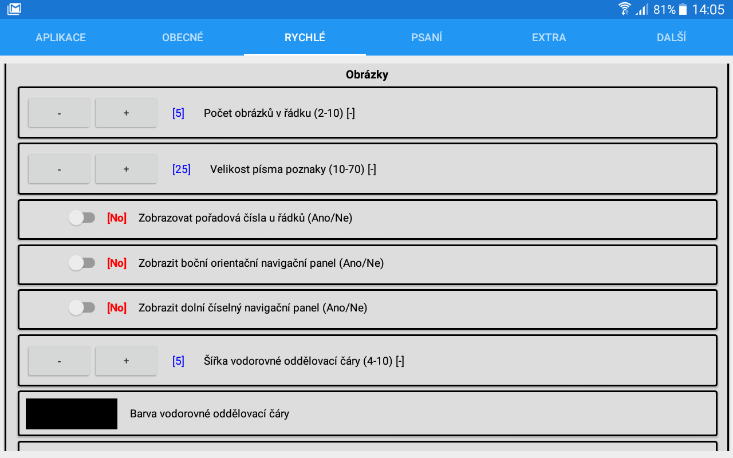 81% 14:05
APLIKACE OBECNÉ RYCHLÉ PSANÍ EXTRA DALŠÍ
Obrázky
- + [5] Počet obrázků v řádku (2-10) [-]
- + [25] Velikost písma poznaky (10-70) [-]
[No] Zobrazovat pořadová čísla u řádků (Ano/Ne)
[No] Zobrazit boční orientační navigační panel (Ano/Ne)
[No] Zobrazit dolní číselný navigační panel (Ano/Ne)
- + [5] Šířka vodorovné oddělovací čáry (4-10) [-]
Barva vodorovné oddělovací čáry